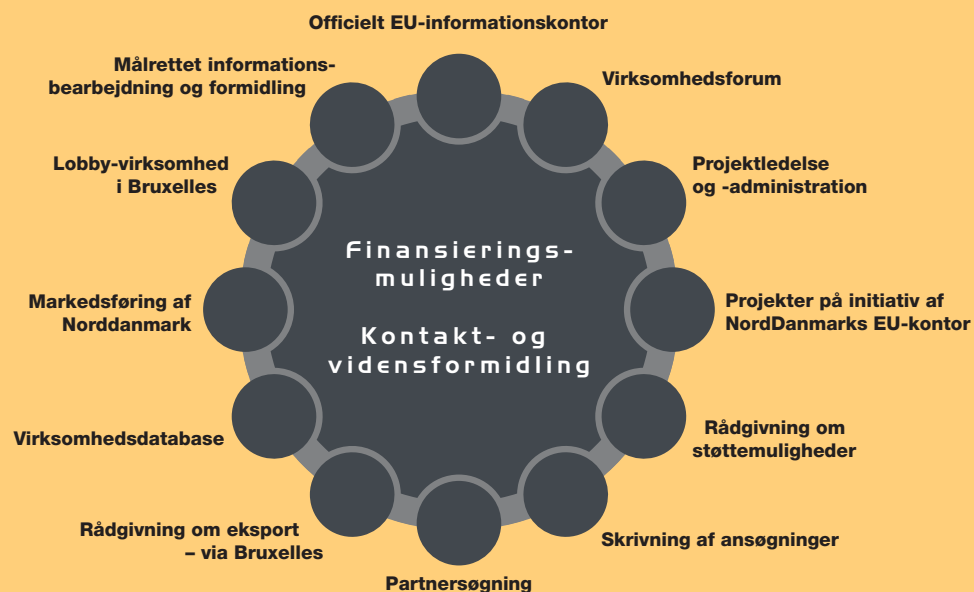 Officielt EU-informationskontor
Målrettet informations-
bearbejdning og formidling
Virksomhedsforum
Lobby-virksomhed
i Bruxelles
Projektledelse
og -administration
Finansierings-
muligheder
Markedsføring af
Norddanmark
Projekter på initiativ af
NordDanmarks EU-kontor
Kontakt- og
vidensformidling
Virksomhedsdatabase
Rådgivning om
støttemuligheder
Rådgivning om eksport
– via Bruxelles
Skrivning af ansøgninger
Partnersøgning